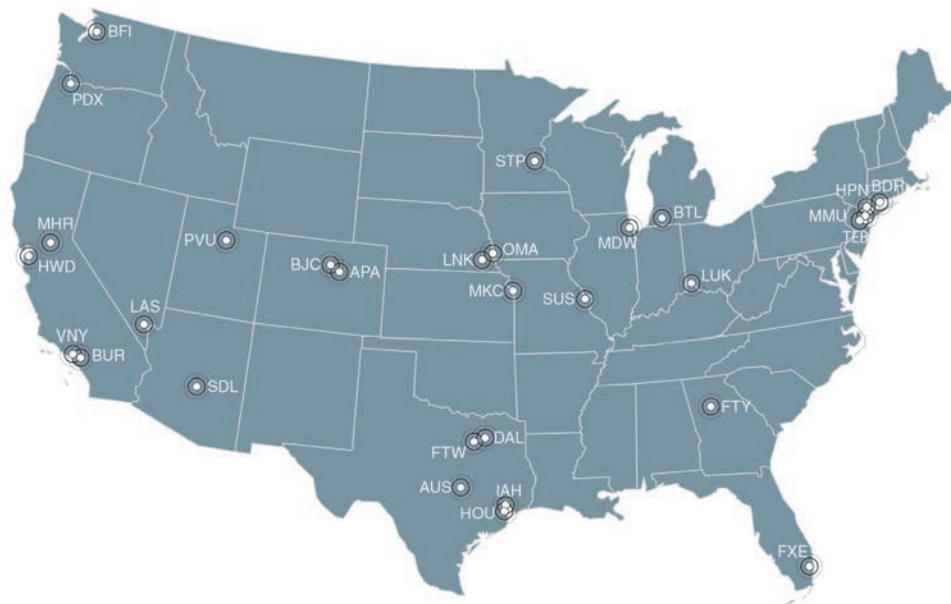 BFI
PDX
STP
HPN
BDR
MMU
TEB
BTL
MDW
MHR
HWD
PVU
OMA
LNK
BJC
APA
MKC
SUS
LUK
LAS
VNY
BUR
SDL
FTY
DAL
FTW
AUS
IAH
HOU
FXE